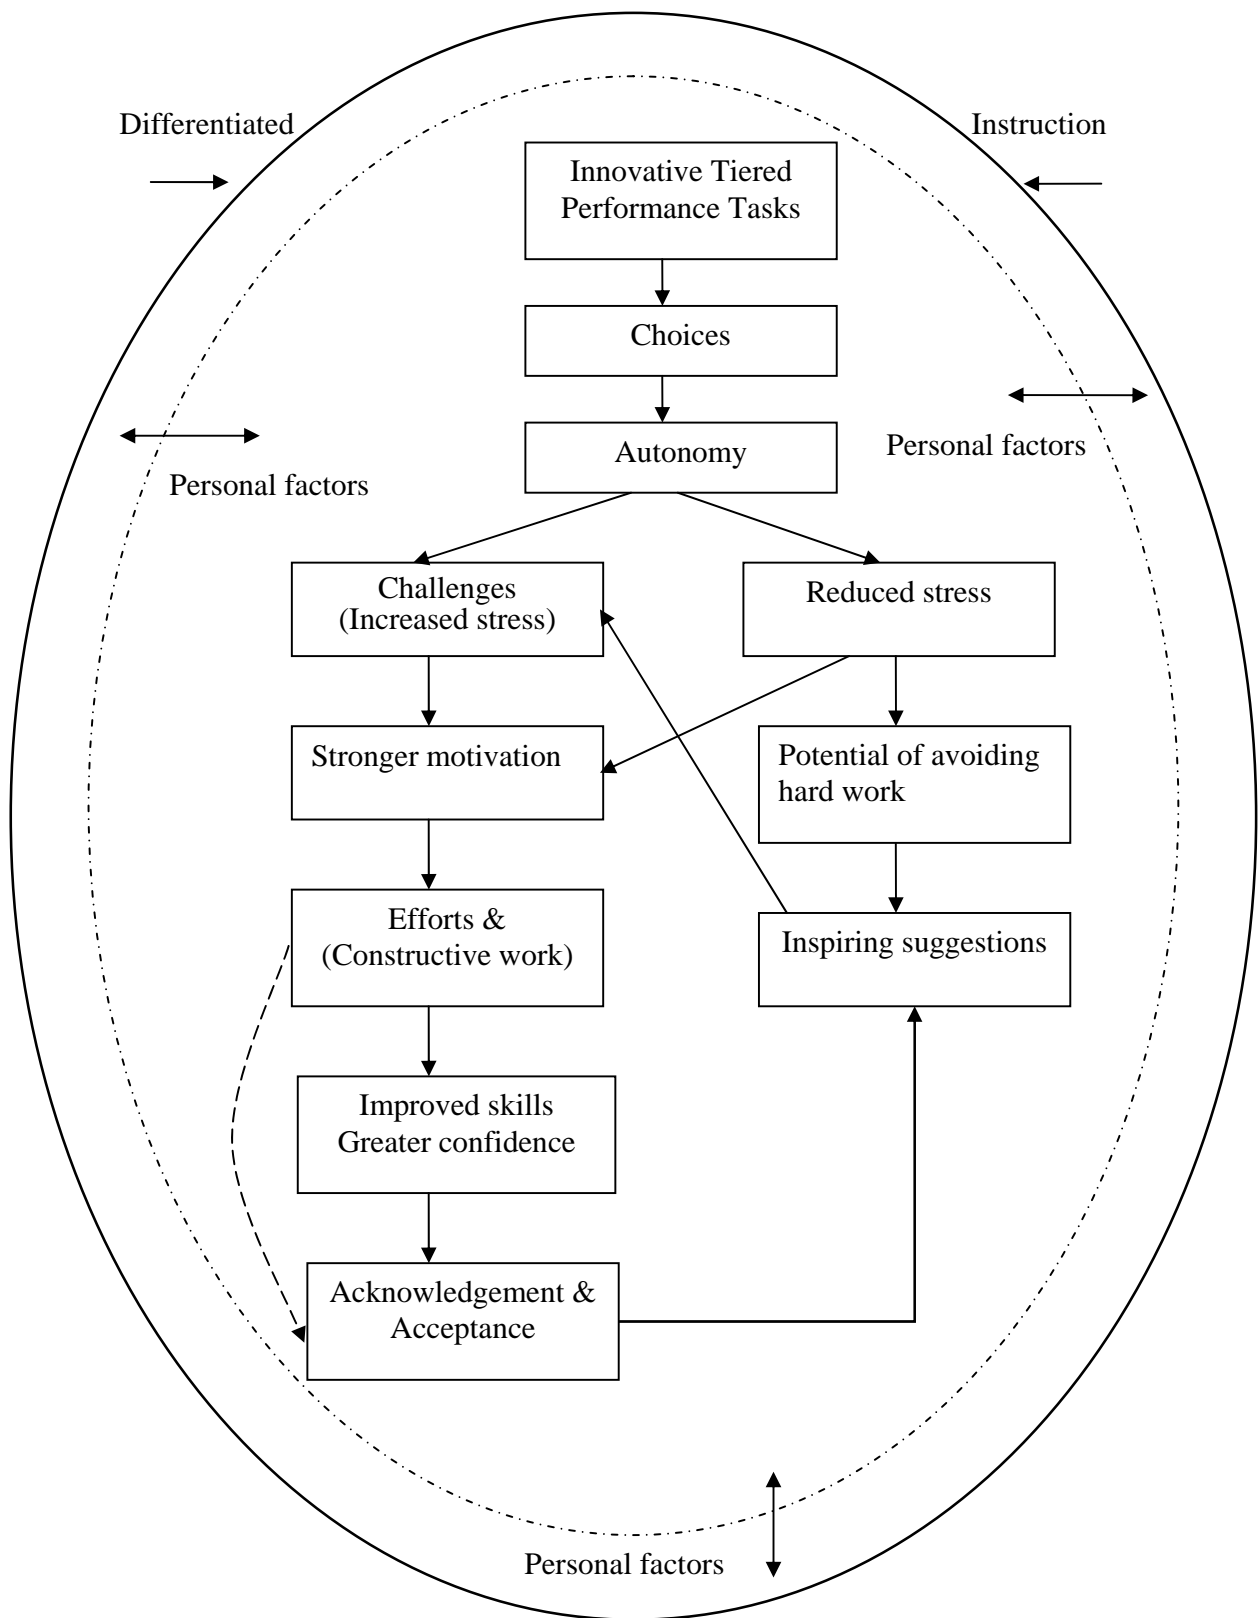 Differentiated
Instruction
Innovative Tiered
Performance Tasks
Choices
Autonomy
Personal factors
Personal factors
Challenges
(Increased stress)
Reduced stress
Stronger motivation
Potential of avoiding
hard work
Efforts &
(Constructive work)
Inspiring suggestions
Improved skills
Greater confidence
Acknowledgement &
Acceptance
Personal factors